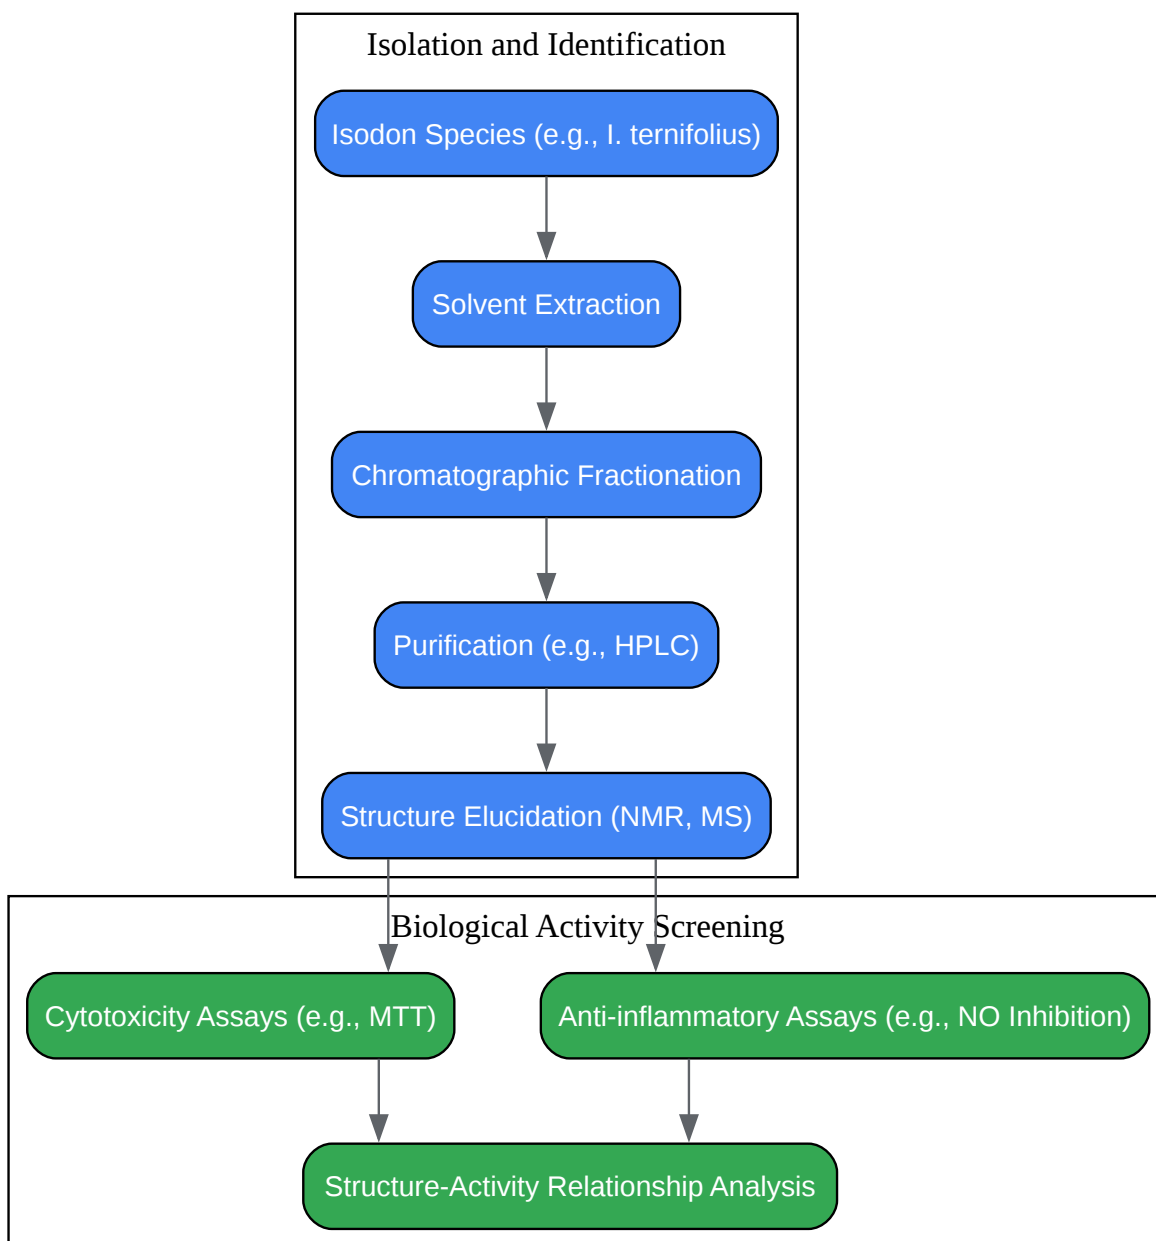 Isolation and Identification
Isodon Species (e.g., I. ternifolius)
Solvent Extraction
Chromatographic Fractionation
Purification (e.g., HPLC)
Structure Elucidation (NMR, MS)
Biological Activity Screening
Cytotoxicity Assays (e.g., MTT)
Anti-inflammatory Assays (e.g., NO Inhibition)
Structure-Activity Relationship Analysis